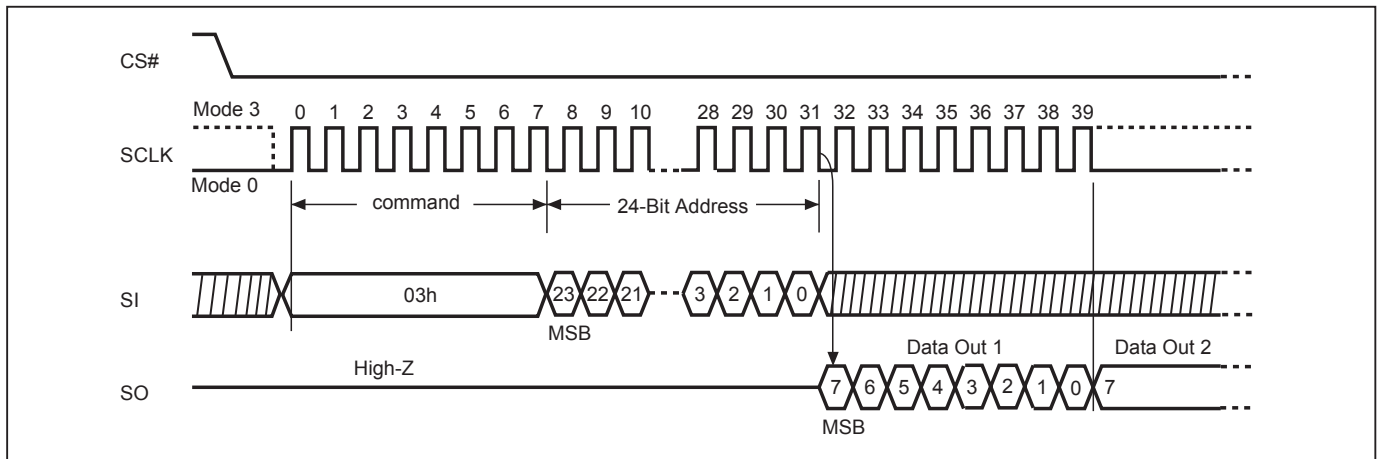 CS#
Mode 3
0 1 2 3 4 5 6 7 8 9 10 28 29 30 31 32 33 34 35 36 37 38 39
SCLK
Mode 0
command
24-Bit Address
SI
03h
23 22 21 3 2 1 0
MSB
Data Out 1
Data Out 2
High-Z
SO
7 6 5 4 3 2 1 0 7
MSB